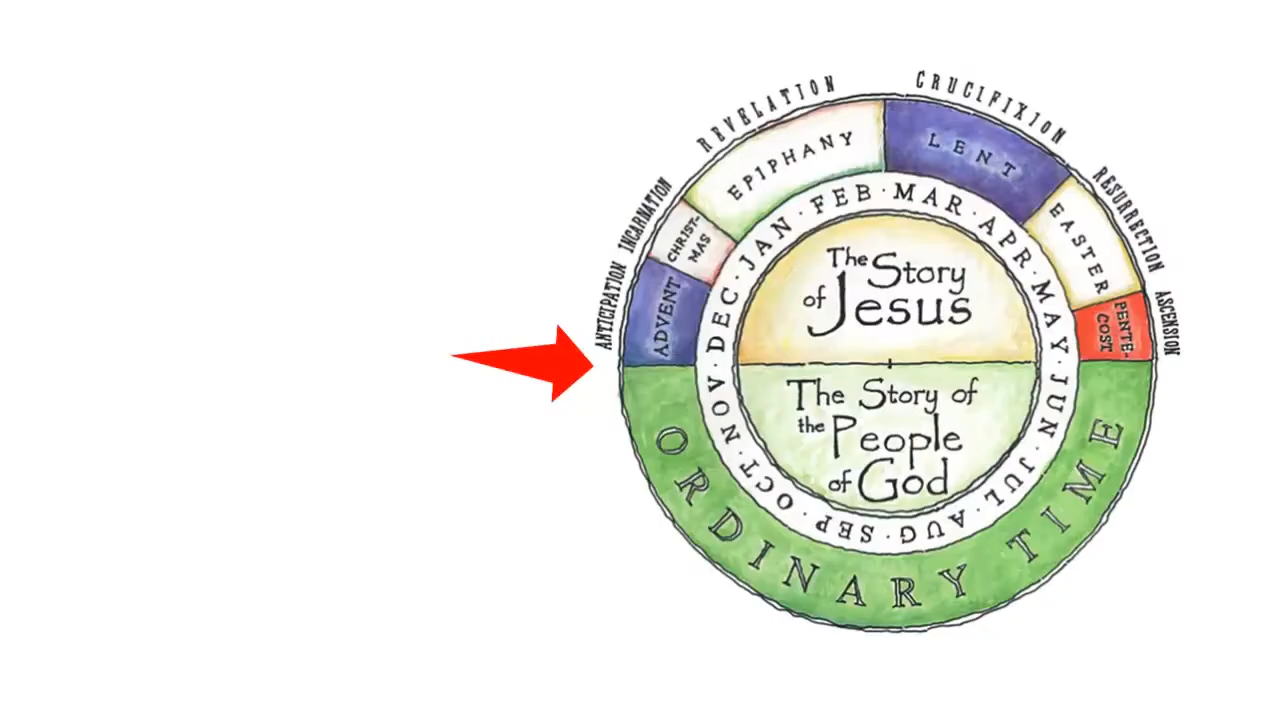 ANTICIPATION
INCARNATION
REVELATION
CRUCIFIXION
RESURRECTION
ASCENSION
ADVENT
CHRIST-
MAS
EPIPHANY
LENT
EASTER
PENTE-
COST
ORDINARY TIME
DEC · JAN · FEB · MAR · APR · MAY · JUN · JUL · AUG · SEP · OCT · NOV
The Story
of Jesus
The Story of
the People
of God